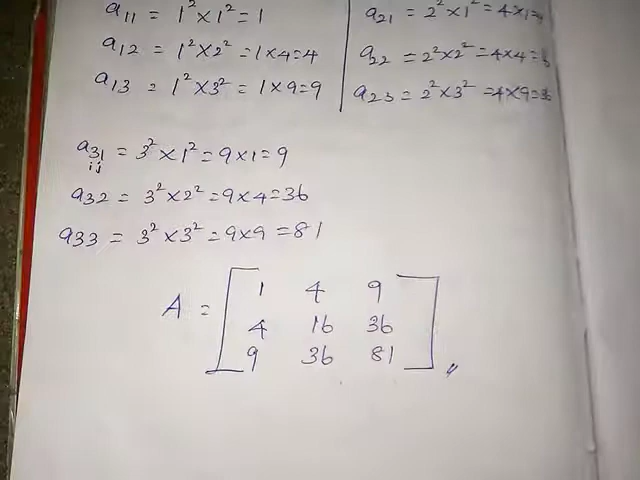 a11 = 1² × 1² = 1
a12 = 1² × 2² = 1 × 4 = 4
a13 = 1² × 3² = 1 × 9 = 9
a21 = 2² × 1² = 4 × 1 = 4
a22 = 2² × 2² = 4 × 4 =
a23 = 2² × 3² = 4 × 9 = 36
a31 = 3² × 1² = 9 × 1 = 9
ij
a32 = 3² × 2² = 9 × 4 = 36
a33 = 3² × 3² = 9 × 9 = 81
A = [ 1 4 9
4 16 36
9 36 81 ]